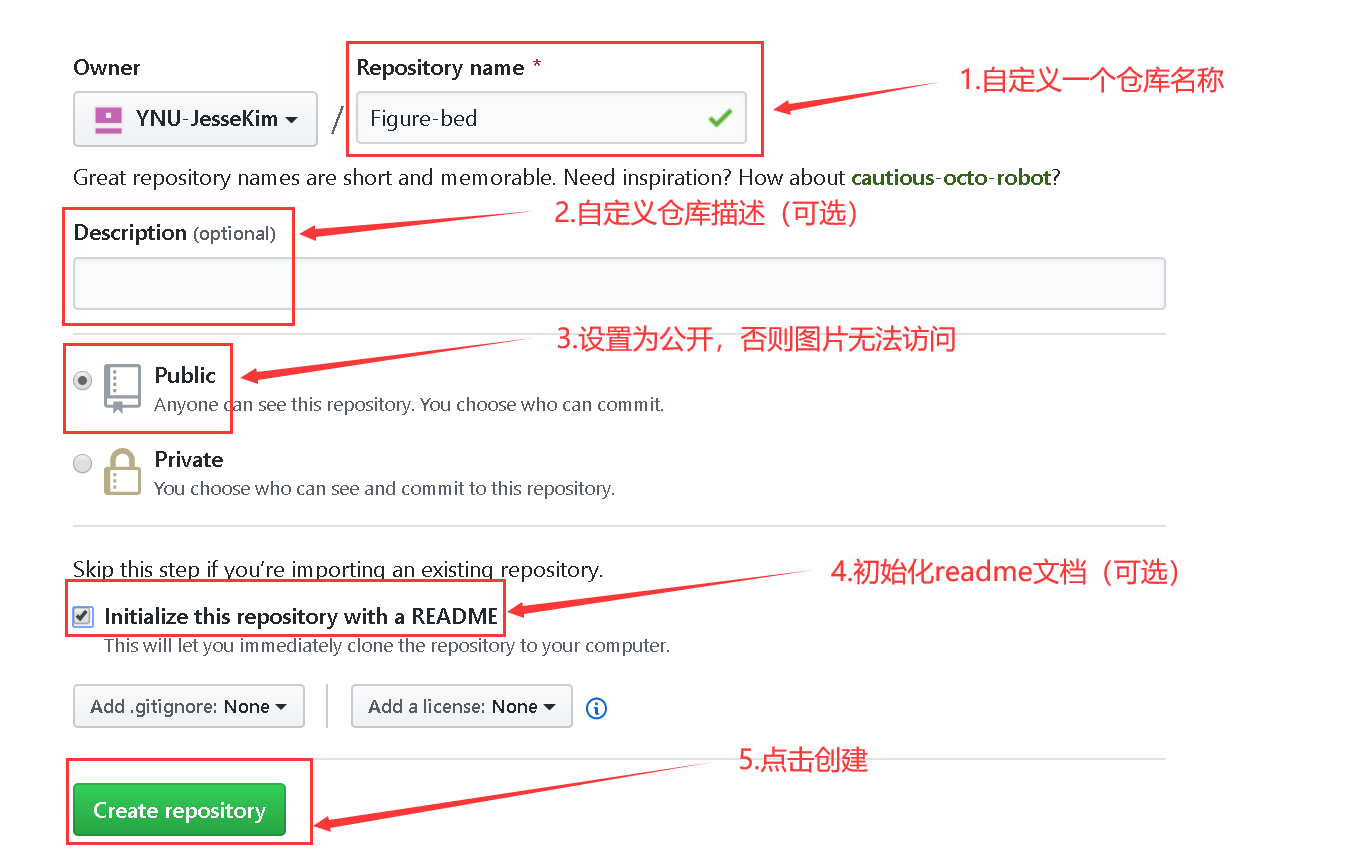 Owner
Repository name *
1.自定义一个仓库名称
YNU-JesseKim / Figure-bed
Great repository names are short and memorable. Need inspiration? How about cautious-octo-robot?
2.自定义仓库描述（可选）
Description (optional)
3.设置为公开，否则图片无法访问
Public
Anyone can see this repository. You choose who can commit.
Private
You choose who can see and commit to this repository.
Skip this step if you’re importing an existing repository.
4.初始化readme文档（可选）
Initialize this repository with a README
This will let you immediately clone the repository to your computer.
Add .gitignore: None
Add a license: None
5.点击创建
Create repository